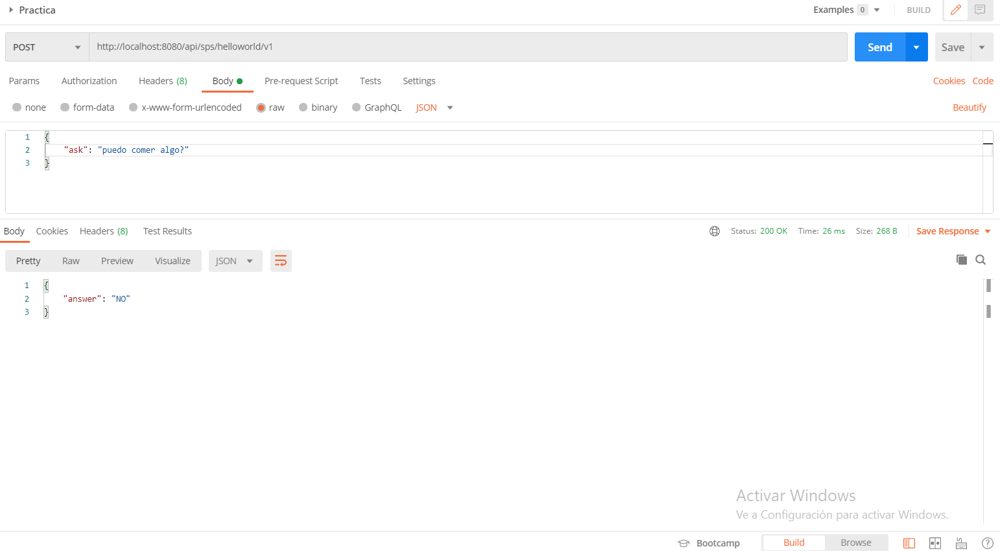 Practica
Examples 0 BUILD
POST http://localhost:8080/api/sps/helloworld/v1 Send Save
Params Authorization Headers (8) Body Pre-request Script Tests Settings Cookies Code
none form-data x-www-form-urlencoded raw binary GraphQL JSON Beautify
1 {
2 "ask": "puedo comer algo?"
3 }
Body Cookies Headers (8) Test Results Status: 200 OK Time: 26 ms Size: 268 B Save Response
Pretty Raw Preview Visualize JSON
1 {
2 "answer": "NO"
3 }
Activar Windows
Ve a Configuración para activar Windows.
Bootcamp Build Browse ?